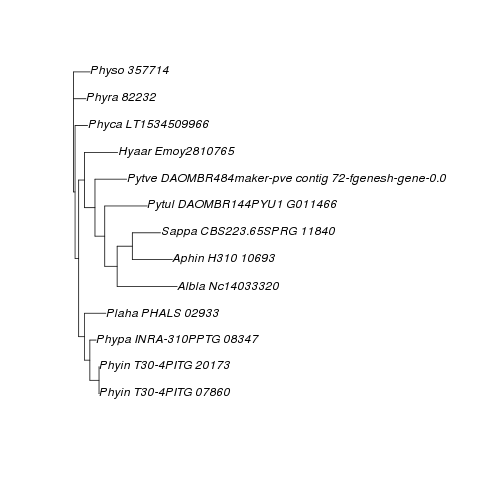 Physo 357714
Phyra 82232
Phyca LT1534509966
Hyaar Emoy2810765
Pytve DAOMBR484maker-pve contig 72-fgenesh-gene-0.0
Pytul DAOMBR144PYU1 G011466
Sappa CBS223.65SPRG 11840
Aphin H310 10693
Albla Nc14033320
Plaha PHALS 02933
Phypa INRA-310PPTG 08347
Phyin T30-4PITG 20173
Phyin T30-4PITG 07860